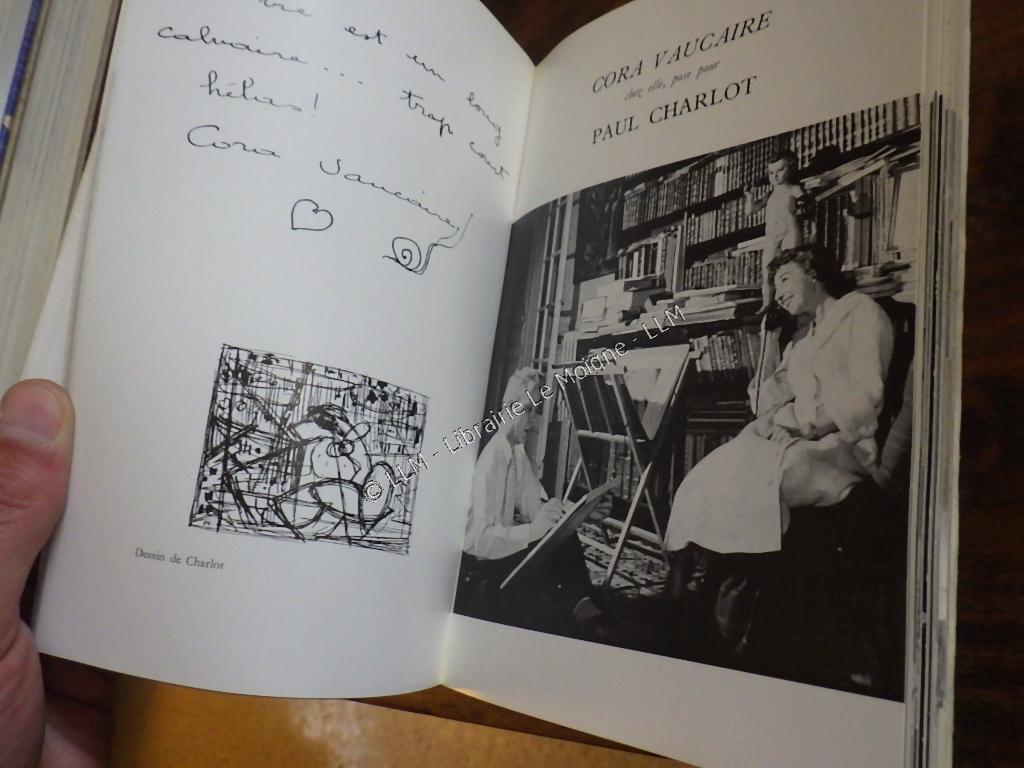 vie est un long
calvaire... trop court
hélas!
Cora Vaucaire
Dessin de Charlot
CORA VAUCAIRE
chez elle, pose pour
PAUL CHARLOT
© LLM - Librairie Le Moigne - LLM